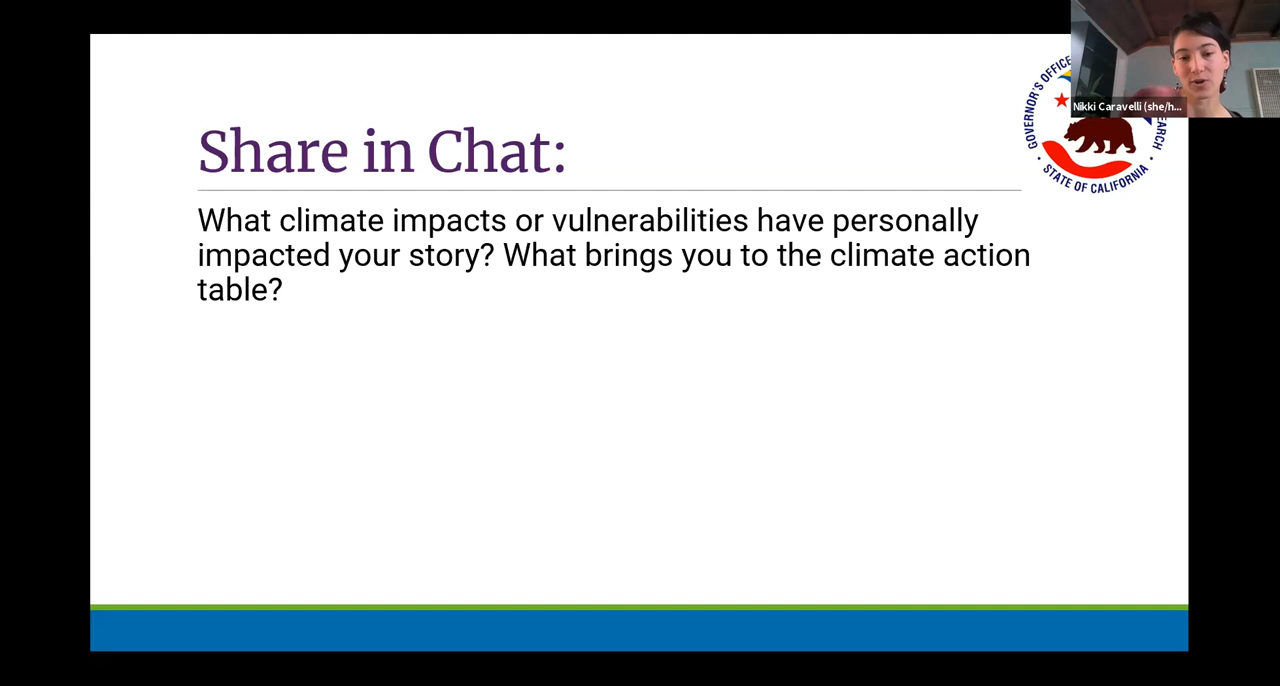 Share in Chat:
What climate impacts or vulnerabilities have personally
impacted your story? What brings you to the climate action
table?
GOVERNOR'S OFFICE
STATE OF CALIFORNIA
Nikki Caravelli (she/h...